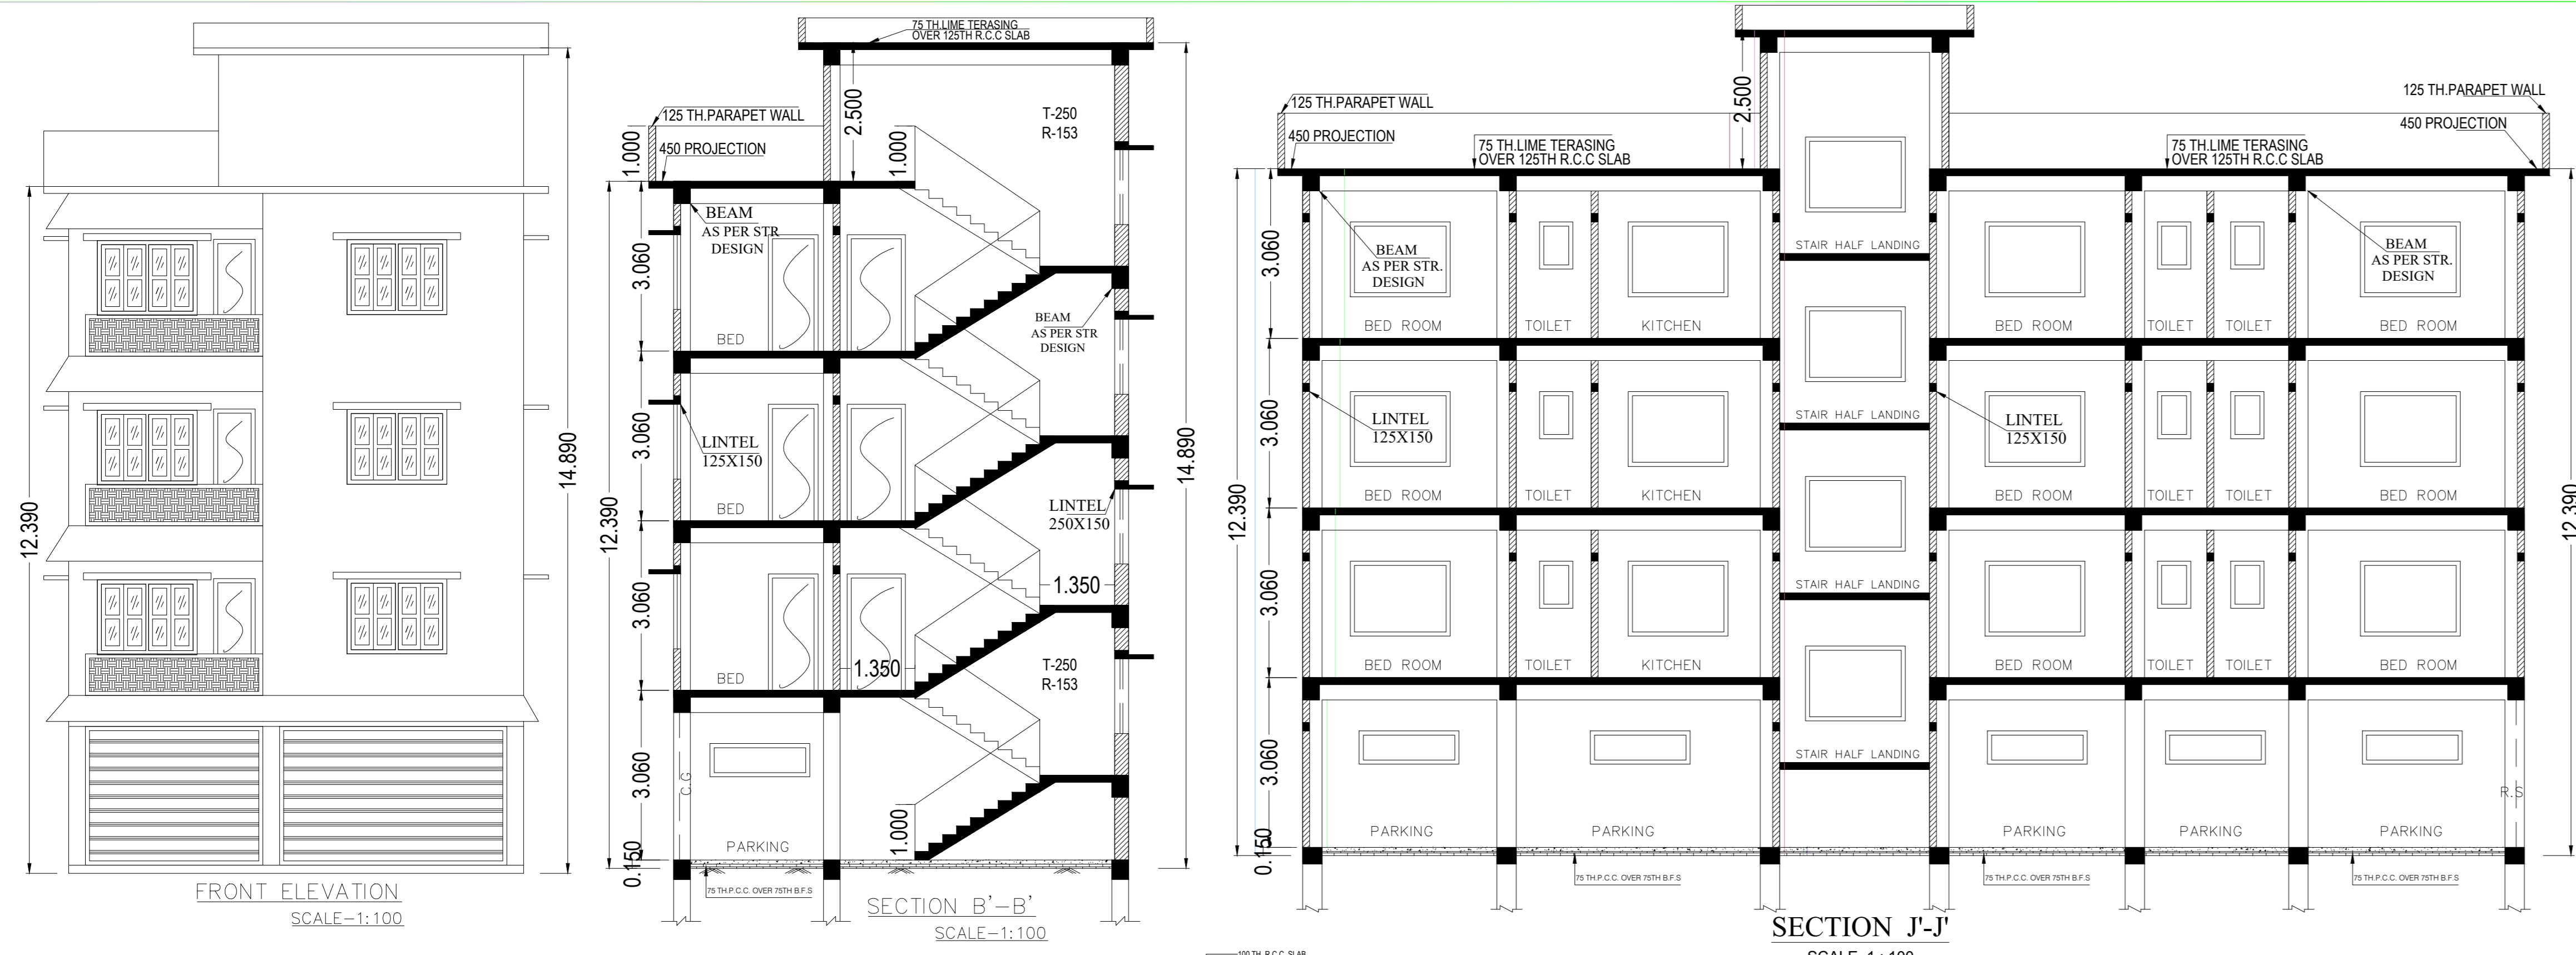 12.390
14.890
FRONT ELEVATION
SCALE-1:100
75 TH.LIME TERASING
OVER 125TH R.C.C SLAB
125 TH.PARAPET WALL
450 PROJECTION
1.000
2.500
1.000
T-250
R-153
BEAM
AS PER STR
DESIGN
3.060
BED
BEAM
AS PER STR
DESIGN
3.060
LINTEL
125X150
BED
12.390
14.890
LINTEL
250X150
3.060
BED
1.350
1.350
T-250
R-153
3.060
C.G
PARKING
1.000
0.150
75 TH.P.C.C. OVER 75TH B.F.S
SECTION B'-B'
SCALE-1:100
125 TH.PARAPET WALL
450 PROJECTION
75 TH.LIME TERASING
OVER 125TH R.C.C SLAB
2.500
75 TH.LIME TERASING
OVER 125TH R.C.C SLAB
125 TH.PARAPET WALL
450 PROJECTION
3.060
BEAM
AS PER STR.
DESIGN
STAIR HALF LANDING
BEAM
AS PER STR.
DESIGN
BED ROOM
TOILET
KITCHEN
BED ROOM
TOILET
TOILET
BED ROOM
3.060
LINTEL
125X150
STAIR HALF LANDING
LINTEL
125X150
BED ROOM
TOILET
KITCHEN
BED ROOM
TOILET
TOILET
BED ROOM
12.390
12.390
3.060
STAIR HALF LANDING
BED ROOM
TOILET
KITCHEN
BED ROOM
TOILET
TOILET
BED ROOM
3.060
STAIR HALF LANDING
R.S
PARKING
PARKING
PARKING
PARKING
PARKING
0.150
75 TH.P.C.C. OVER 75TH B.F.S
75 TH.P.C.C. OVER 75TH B.F.S
75 TH.P.C.C. OVER 75TH B.F.S
SECTION J'-J'
SCALE-1:100
100 TH. R.C.C. SLAB